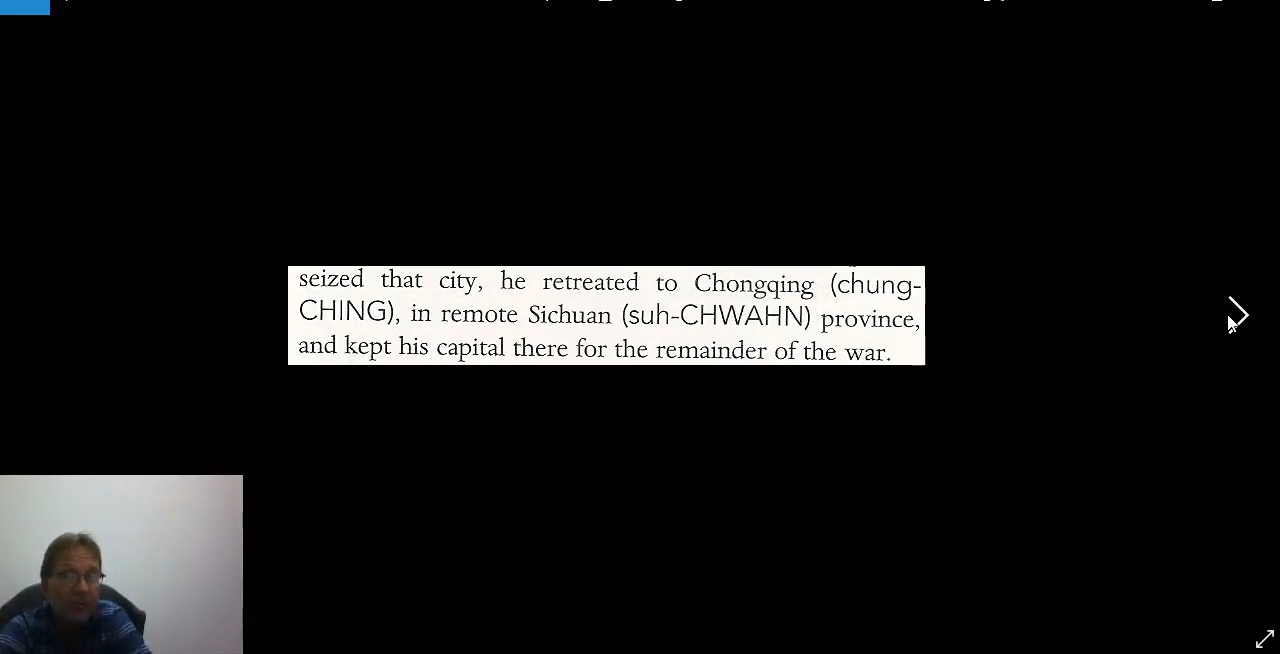 seized that city, he retreated to Chongqing (chung-
CHING), in remote Sichuan (suh-CHWAHN) province,
and kept his capital there for the remainder of the war.